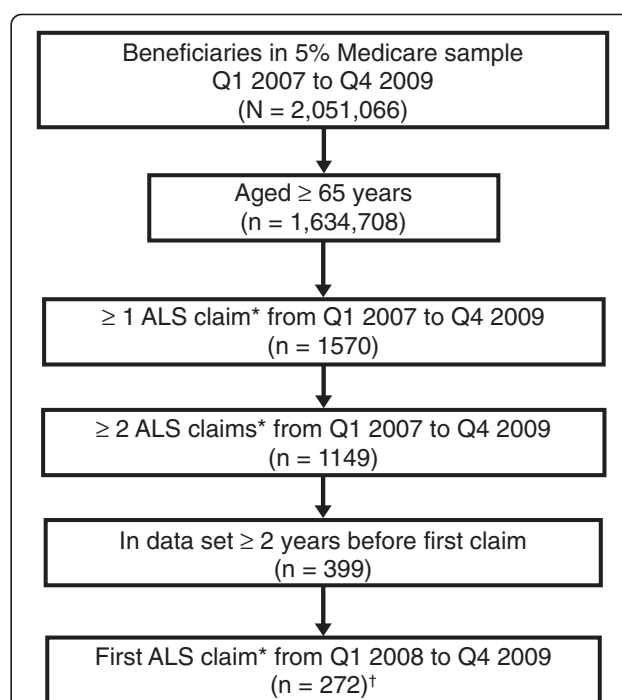 Beneficiaries in 5% Medicare sample
Q1 2007 to Q4 2009
(N = 2,051,066)
Aged ≥ 65 years
(n = 1,634,708)
≥ 1 ALS claim* from Q1 2007 to Q4 2009
(n = 1570)
≥ 2 ALS claims* from Q1 2007 to Q4 2009
(n = 1149)
In data set ≥ 2 years before first claim
(n = 399)
First ALS claim* from Q1 2008 to Q4 2009
(n = 272)†